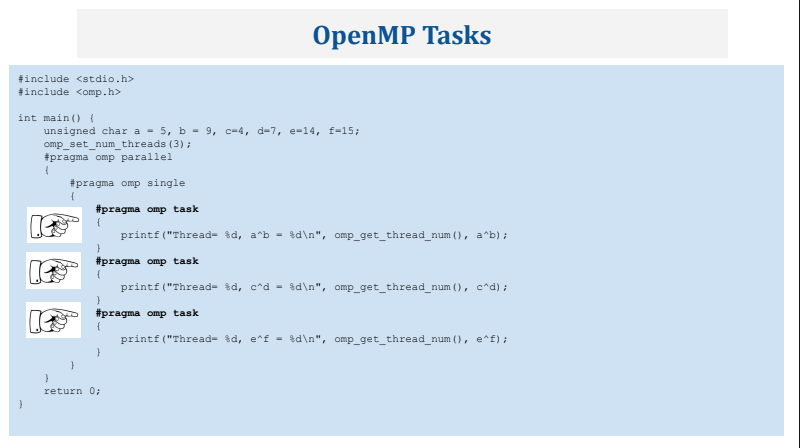 OpenMP Tasks
#include <stdio.h>
#include <omp.h>
int main() {
unsigned char a = 5, b = 9, c=4, d=7, e=14, f=15;
omp_set_num_threads(3);
#pragma omp parallel
{
#pragma omp single
{
#pragma omp task
{
printf("Thread= %d, a^b = %d\n", omp_get_thread_num(), a^b);
}
#pragma omp task
{
printf("Thread= %d, c^d = %d\n", omp_get_thread_num(), c^d);
}
#pragma omp task
{
printf("Thread= %d, e^f = %d\n", omp_get_thread_num(), e^f);
}
}
}
return 0;
}